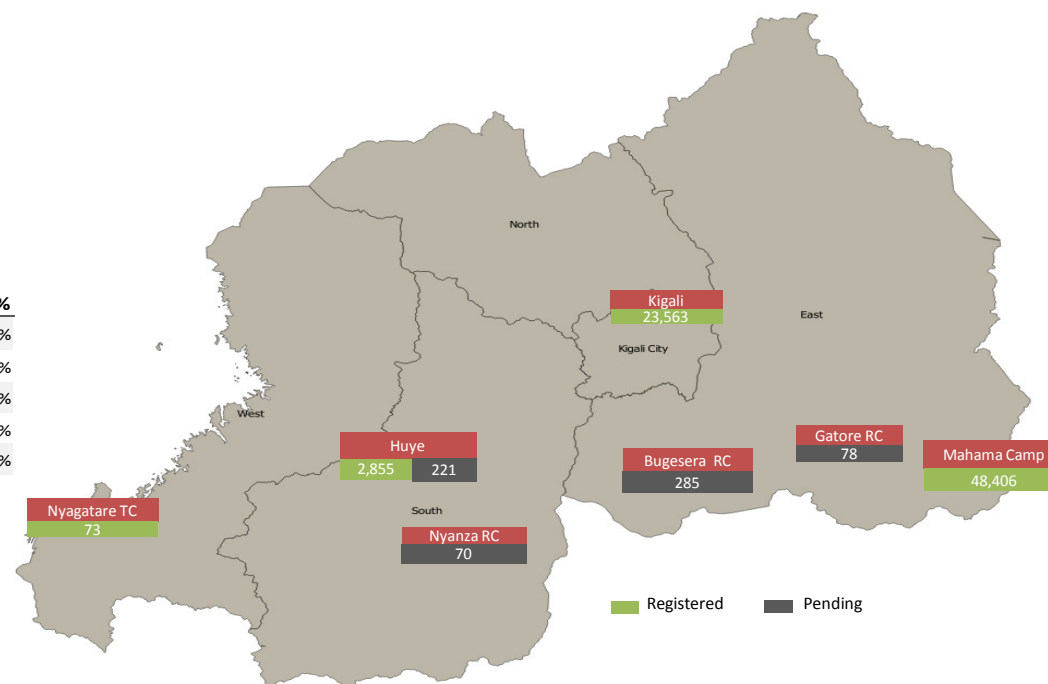 North
%
%
%
%
%
%
Kigali
23,563
East
Kigali City
West
Huye
2,855 221
Gatore RC
78
Bugesera RC
285
Mahama Camp
48,406
Nyagatare TC
73
South
Nyanza RC
70
Registered Pending